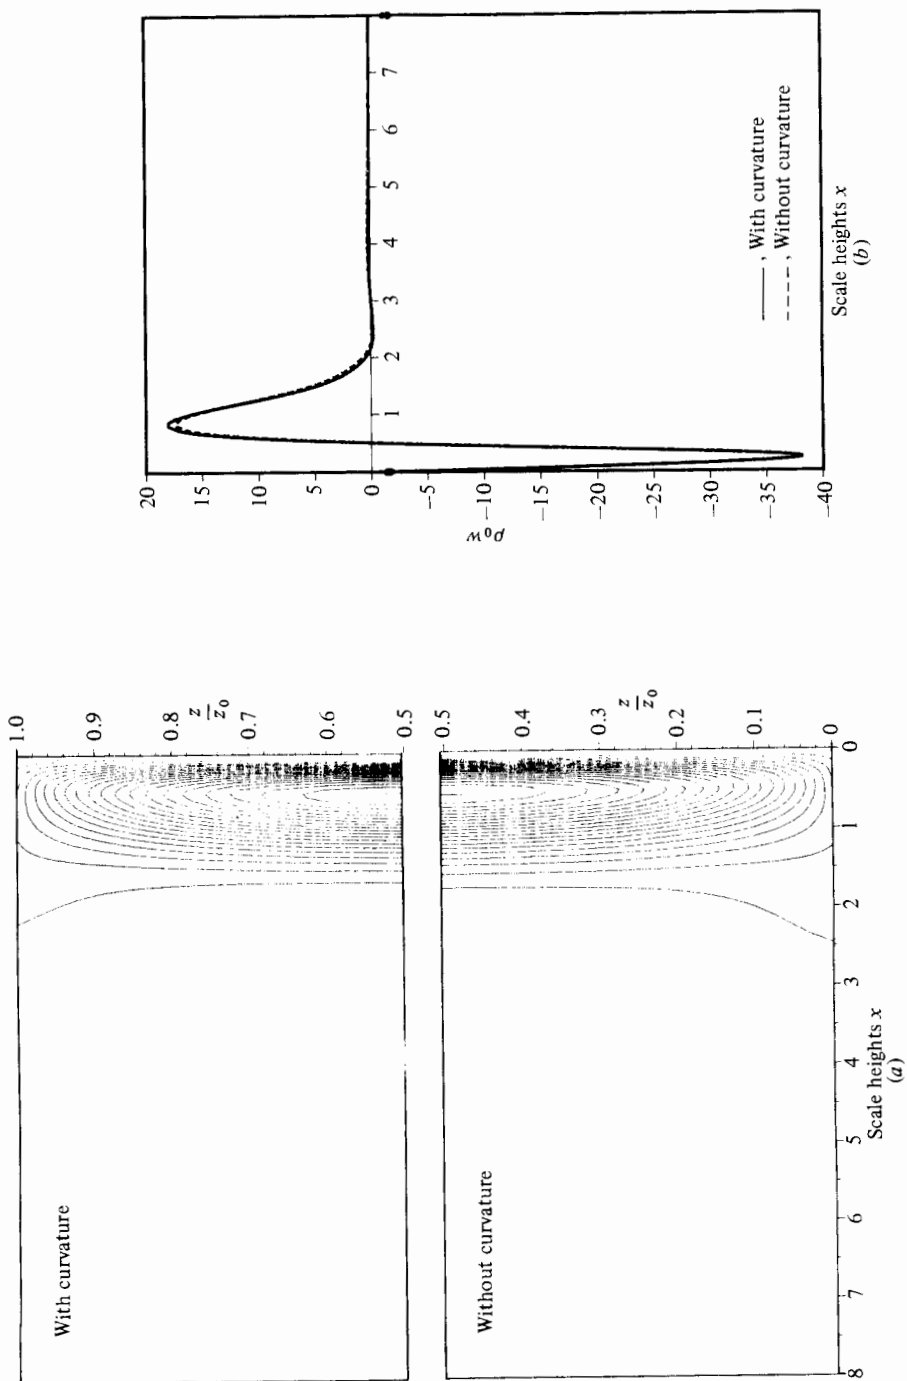 With curvature
1.0
0.9
0.8
z
z₀
0.7
0.6
0.5
Without curvature
0.5
0.4
0.3
z
z₀
0.2
0.1
0
8 7 6 5 4 3 2 1 0
Scale heights x
(a)
20
15
10
5
0
−5
−10
−15
−20
−25
−30
−35
−40
ρ₀w
1 2 3 4 5 6 7
——, With curvature
----, Without curvature
Scale heights x
(b)